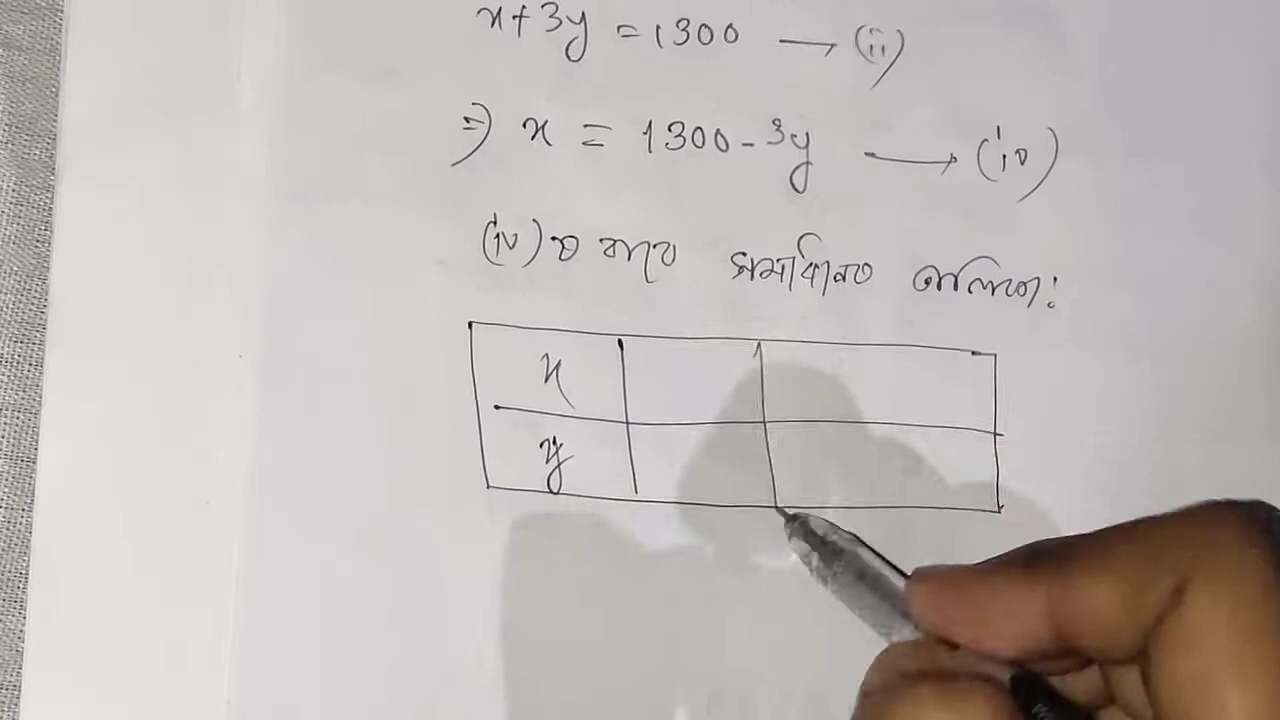 x + 3y = 1300 → (ii)
⇒ x = 1300 - 3y → (iv)
(iv) ৰ বাবে
x
y